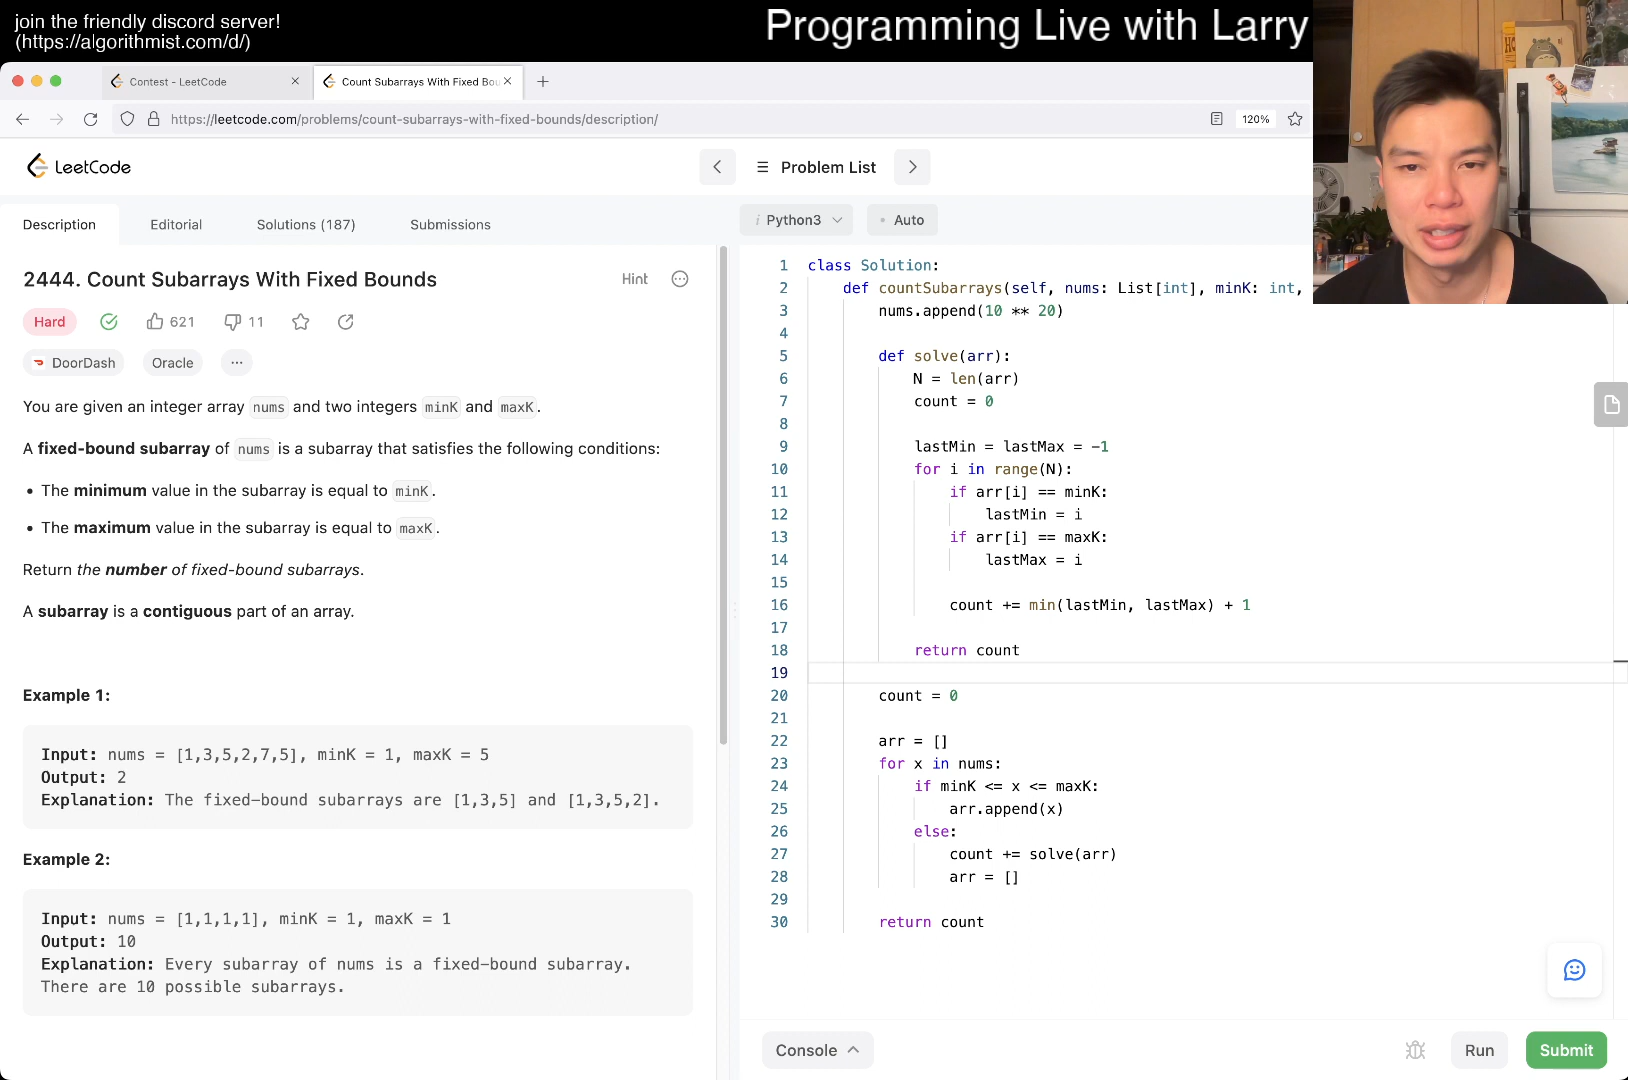 join the friendly discord server!
(https://algorithmist.com/d/)
Programming Live with Larry
Contest - LeetCode
Count Subarrays With Fixed Bou
https://leetcode.com/problems/count-subarrays-with-fixed-bounds/description/
120%
LeetCode
Problem List
Description
Editorial
Solutions (187)
Submissions
i Python3
Auto
2444. Count Subarrays With Fixed Bounds
Hint
Hard
621
11
DoorDash
Oracle
You are given an integer array nums and two integers minK and maxK.
A fixed-bound subarray of nums is a subarray that satisfies the following conditions:
• The minimum value in the subarray is equal to minK.
• The maximum value in the subarray is equal to maxK.
Return the number of fixed-bound subarrays.
A subarray is a contiguous part of an array.
Example 1:
Input: nums = [1,3,5,2,7,5], minK = 1, maxK = 5
Output: 2
Explanation: The fixed-bound subarrays are [1,3,5] and [1,3,5,2].
Example 2:
Input: nums = [1,1,1,1], minK = 1, maxK = 1
Output: 10
Explanation: Every subarray of nums is a fixed-bound subarray.
There are 10 possible subarrays.
1 class Solution:
2 def countSubarrays(self, nums: List[int], minK: int,
3 nums.append(10 ** 20)
4
5 def solve(arr):
6 N = len(arr)
7 count = 0
8
9 lastMin = lastMax = -1
10 for i in range(N):
11 if arr[i] == minK:
12 lastMin = i
13 if arr[i] == maxK:
14 lastMax = i
15
16 count += min(lastMin, lastMax) + 1
17
18 return count
19
20 count = 0
21
22 arr = []
23 for x in nums:
24 if minK <= x <= maxK:
25 arr.append(x)
26 else:
27 count += solve(arr)
28 arr = []
29
30 return count
Console
Run
Submit